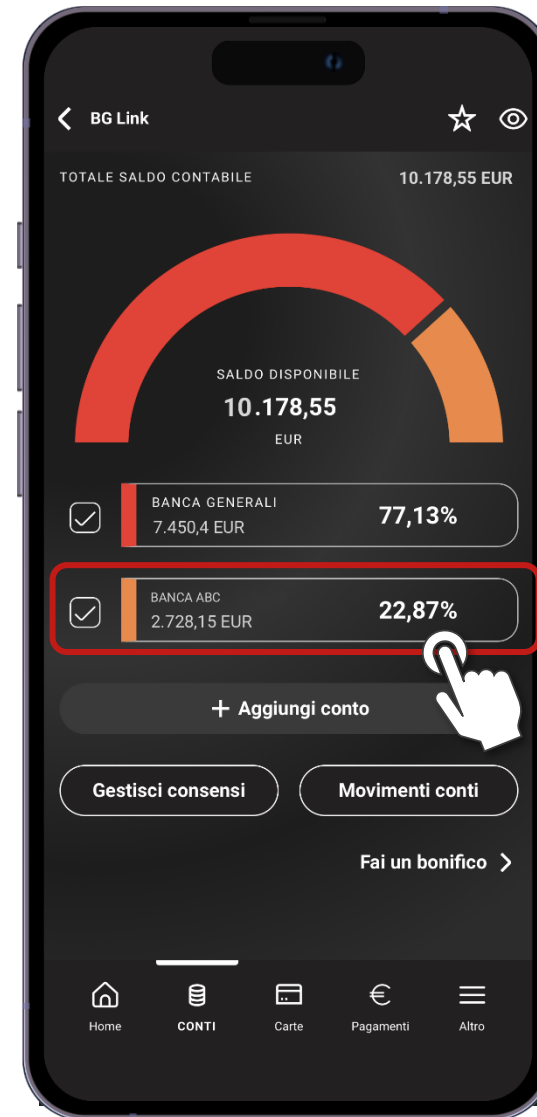 BG Link
TOTALE SALDO CONTABILE 10.178,55 EUR
SALDO DISPONIBILE
10.178,55
EUR
BANCA GENERALI
7.450,4 EUR
77,13%
BANCA ABC
2.728,15 EUR
22,87%
+ Aggiungi conto
Gestisci consensi
Movimenti conti
Fai un bonifico
Home CONTI Carte Pagamenti Altro